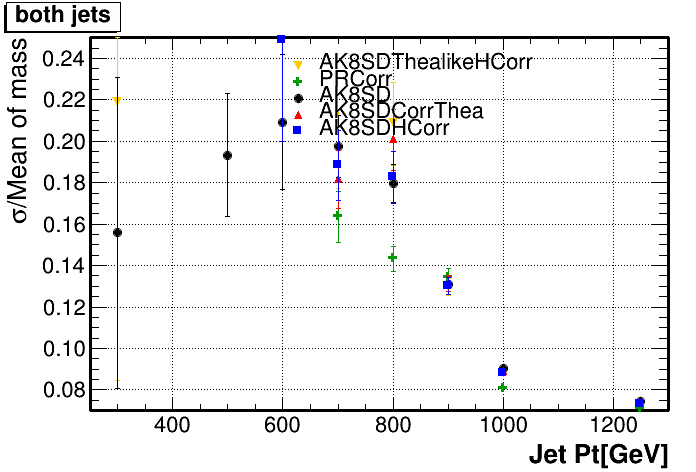 both jets
σ/Mean of mass
0.24
0.22
0.20
0.18
0.16
0.14
0.12
0.10
0.08
AK8SDThealikeHCorr
PRCorr
AK8SD
AK8SDCorrThea
AK8SDHCorr
400 600 800 1000 1200
Jet Pt[GeV]